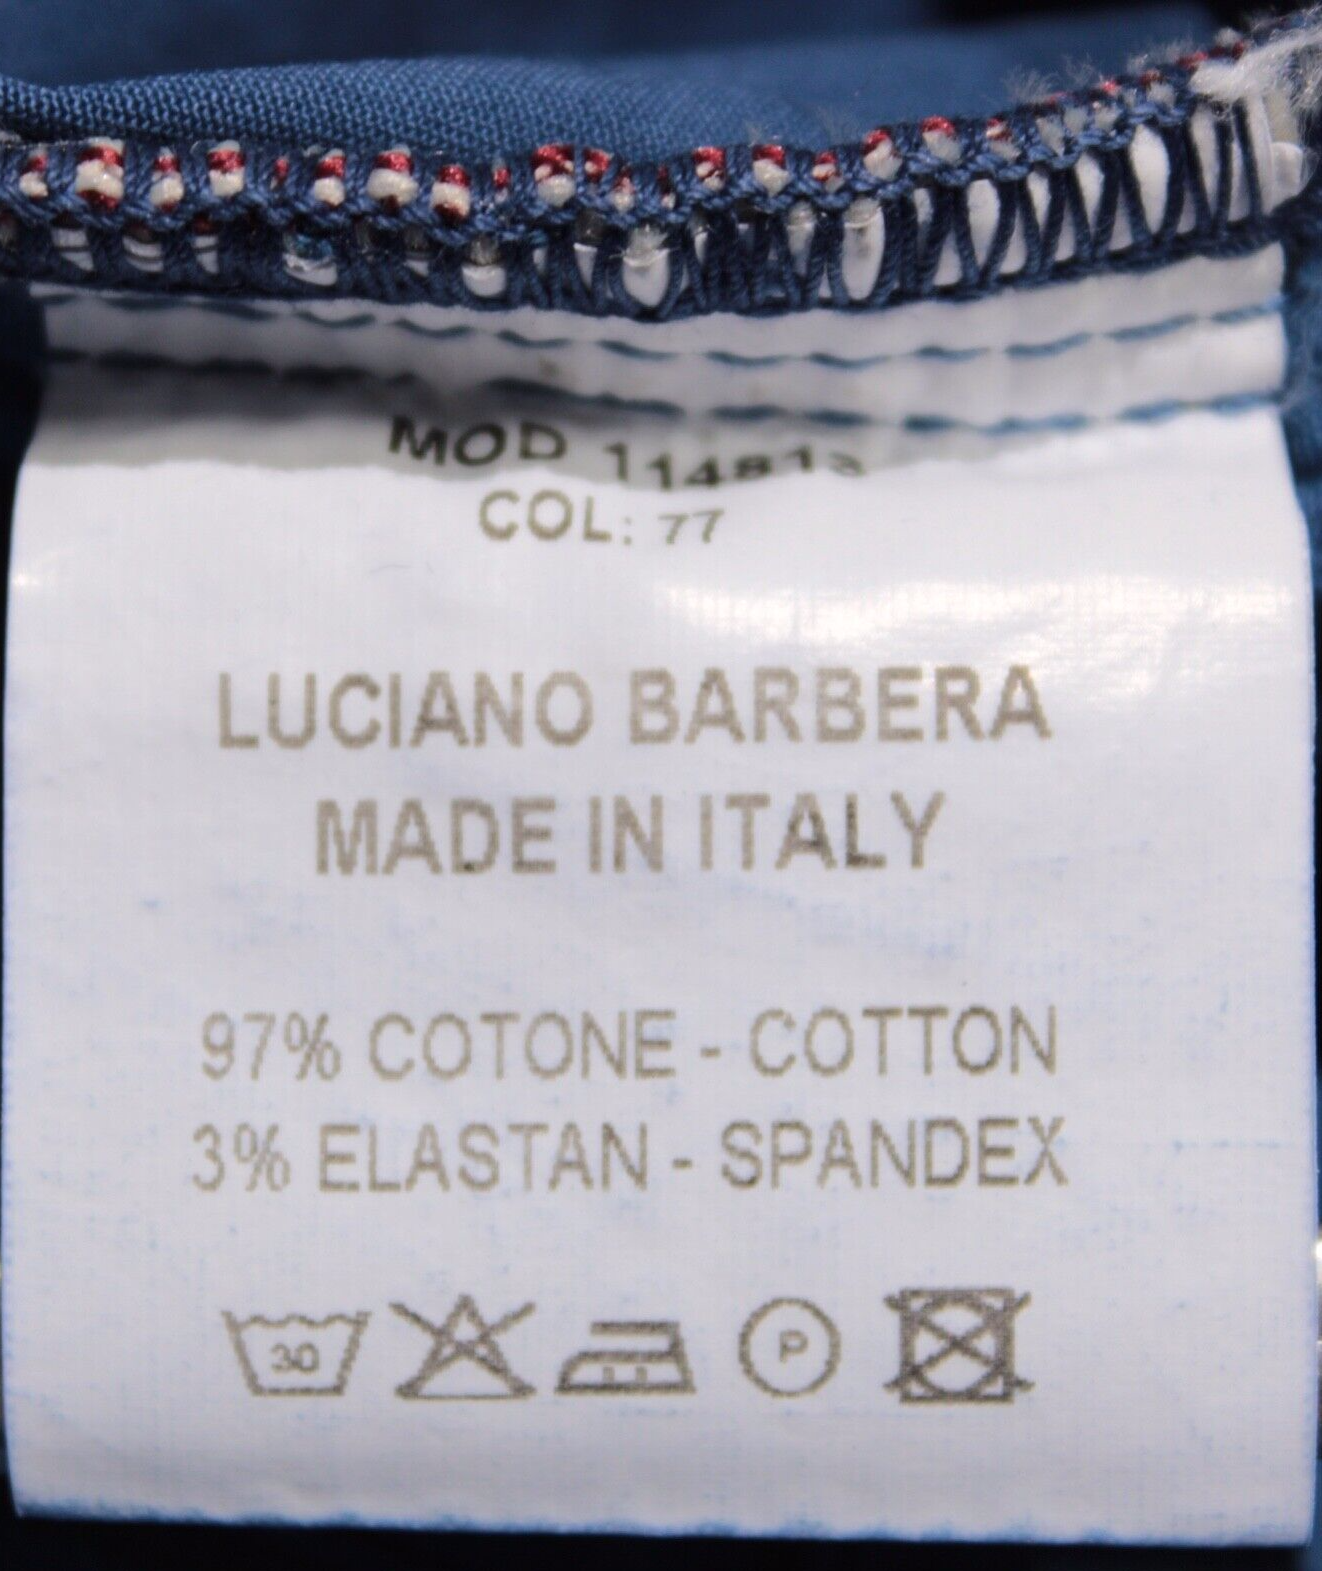 MOD
COL: 77
LUCIANO BARBERA
MADE IN ITALY
97% COTONE - COTTON
3% ELASTAN - SPANDEX
30 P